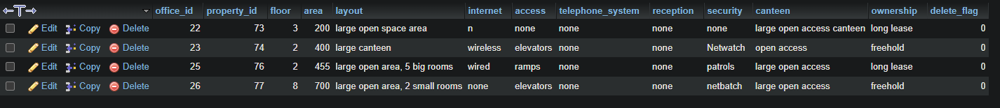 office_id property_id floor area layout internet access telephone_system reception security canteen ownership delete_flag
Edit Copy Delete 22 73 3 200 large open space area n none none none none large open access canteen long lease 0
Edit Copy Delete 23 74 2 400 large canteen wireless elevators none none Netwatch open access freehold 0
Edit Copy Delete 25 76 2 455 large open area, 5 big rooms wired ramps none none patrols large open access long lease 0
Edit Copy Delete 26 77 8 700 large open area, 2 small rooms none elevators none none netbatch large open access freehold 0